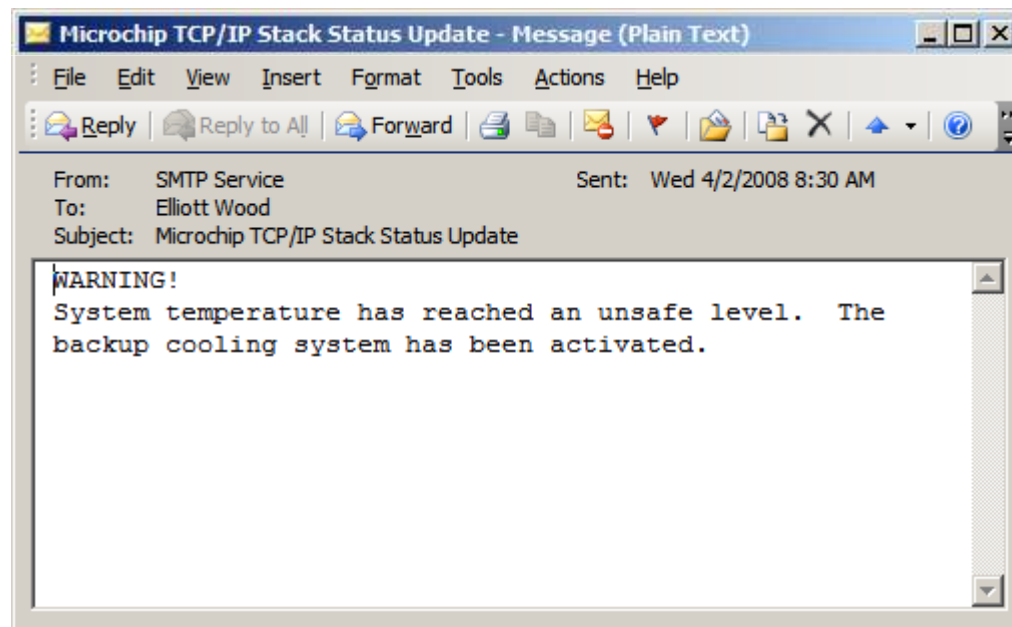 Microchip TCP/IP Stack Status Update - Message (Plain Text)
File Edit View Insert Format Tools Actions Help
Reply Reply to All Forward
From: SMTP Service Sent: Wed 4/2/2008 8:30 AM
To: Elliott Wood
Subject: Microchip TCP/IP Stack Status Update
WARNING!
System temperature has reached an unsafe level.  The
backup cooling system has been activated.